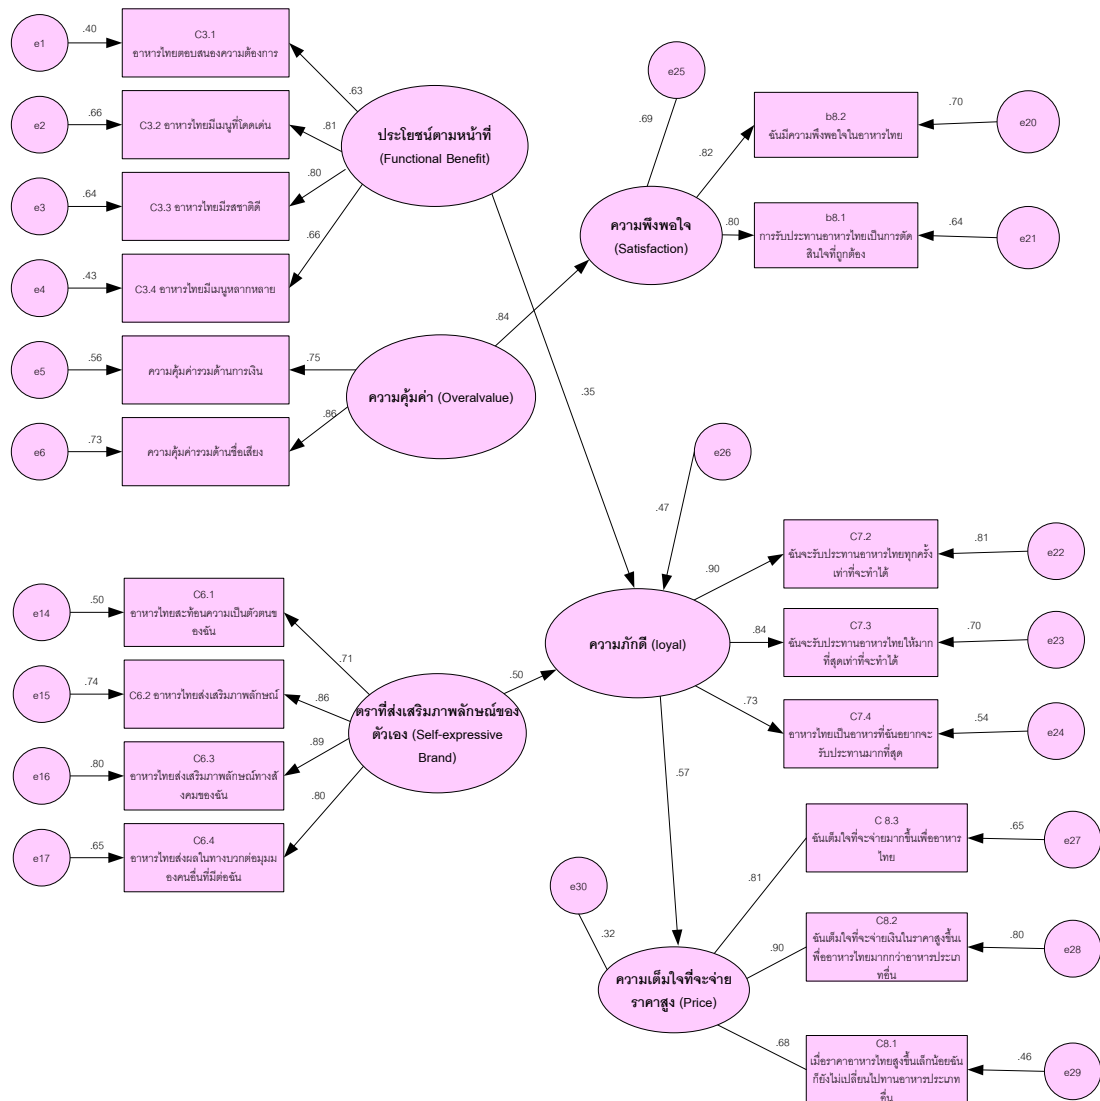 e1
.40
C3.1
อาหารไทยตอบสนองความต้องการ
.63
e2
.66
C3.2 อาหารไทยมีเมนูที่โดดเด่น
.81
e3
.64
C3.3 อาหารไทยมีรสชาติดี
.80
e4
.43
C3.4 อาหารไทยมีเมนูหลากหลาย
.66
ประโยชน์ตามหน้าที่
(Functional Benefit)
e5
.56
ความคุ้มค่ารวมด้านการเงิน
.75
e6
.73
ความคุ้มค่ารวมด้านชื่อเสียง
.86
ความคุ้มค่า (Overalvalue)
.84
.35
e25
.69
ความพึงพอใจ
(Satisfaction)
.82
b8.2
ฉันมีความพึงพอใจในอาหารไทย
.70
e20
.80
b8.1
การรับประทานอาหารไทยเป็นการตัด
สินใจที่ถูกต้อง
.64
e21
e26
.47
e14
.50
C6.1
อาหารไทยสะท้อนความเป็นตัวตนข
องฉัน
.71
e15
.74
C6.2 อาหารไทยส่งเสริมภาพลักษณ์
.86
e16
.80
C6.3
อาหารไทยส่งเสริมภาพลักษณ์ทางสั
งคมของฉัน
.89
e17
.65
C6.4
อาหารไทยส่งผลในทางบวกต่อมุมม
องคนอื่นที่มีต่อฉัน
.80
ตราที่ส่งเสริมภาพลักษณ์ของ
ตัวเอง (Self-expressive
Brand)
.50
ความภักดี (loyal)
.90
C7.2
ฉันจะรับประทานอาหารไทยทุกครั้ง
เท่าที่จะทำได้
.81
e22
.84
C7.3
ฉันจะรับประทานอาหารไทยให้มาก
ที่สุดเท่าที่จะทำได้
.70
e23
.73
C7.4
อาหารไทยเป็นอาหารที่ฉันอยากจะ
รับประทานมากที่สุด
.54
e24
.57
e30
.32
ความเต็มใจที่จะจ่าย
ราคาสูง (Price)
.81
C 8.3
ฉันเต็มใจที่จะจ่ายมากขึ้นเพื่ออาหาร
ไทย
.65
e27
.90
C8.2
ฉันเต็มใจที่จะจ่ายเงินในราคาสูงขึ้นเ
พื่ออาหารไทยมากกว่าอาหารประเภ
ทอื่น
.80
e28
.68
C8.1
เมื่อราคาอาหารไทยสูงขึ้นเล็กน้อยฉัน
ก็ยังไม่เปลี่ยนไปทานอาหารประเภท
อื่น
.46
e29